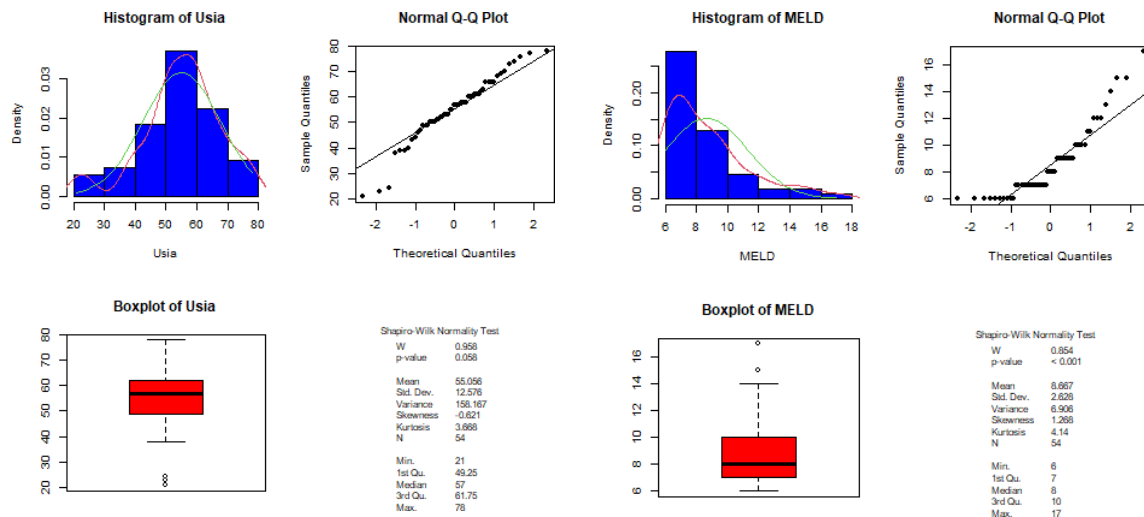 Histogram of Usia
Density
0.00 0.01 0.02 0.03
20 30 40 50 60 70 80
Usia
Normal Q-Q Plot
Sample Quantiles
20 30 40 50 60 70 80
-2 -1 0 1 2
Theoretical Quantiles
Histogram of MELD
Density
0.00 0.10 0.20
6 8 10 12 14 16 18
MELD
Normal Q-Q Plot
Sample Quantiles
6 8 10 12 14 16
-2 -1 0 1 2
Theoretical Quantiles
Boxplot of Usia
20 30 40 50 60 70 80
Shapiro-Wilk Normality Test
W 0.958
p-value 0.058
Mean 55.056
Std. Dev. 12.576
Variance 158.167
Skewness -0.621
Kurtosis 3.668
N 54
Min. 21
1st Qu. 49.25
Median 57
3rd Qu. 61.75
Max. 78
Boxplot of MELD
6 8 10 12 14 16
Shapiro-Wilk Normality Test
W 0.854
p-value < 0.001
Mean 8.667
Std. Dev. 2.628
Variance 6.906
Skewness 1.268
Kurtosis 4.14
N 54
Min. 6
1st Qu. 7
Median 8
3rd Qu. 10
Max. 17